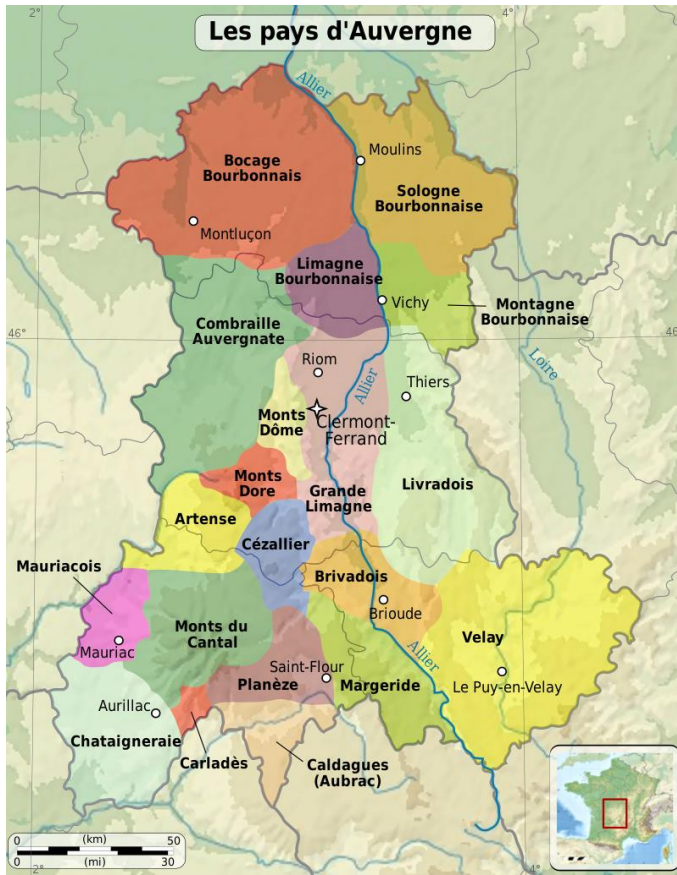 2°
4°
Les pays d'Auvergne
Allier
Moulins
Bocage
Bourbonnais
Sologne
Bourbonnaise
Montluçon
Limagne
Bourbonnaise
Vichy
Montagne
Bourbonnaise
Combraille
Auvergnate
46°
46
Riom
Loire
Allier
Thiers
Monts
Dôme
Clermont-
Ferrand
Monts
Dore
Grande
Limagne
Livradois
Artense
Cézallier
Mauriacois
Brivadois
Brioude
Monts du
Cantal
Velay
Mauriac
Allier
Saint-Flour
Planèze
Margeride
Le Puy-en-Velay
Aurillac
Chataigneraie
Carladès
Caldagues
(Aubrac)
0 (km) 50
0 (mi) 30
2°
4°